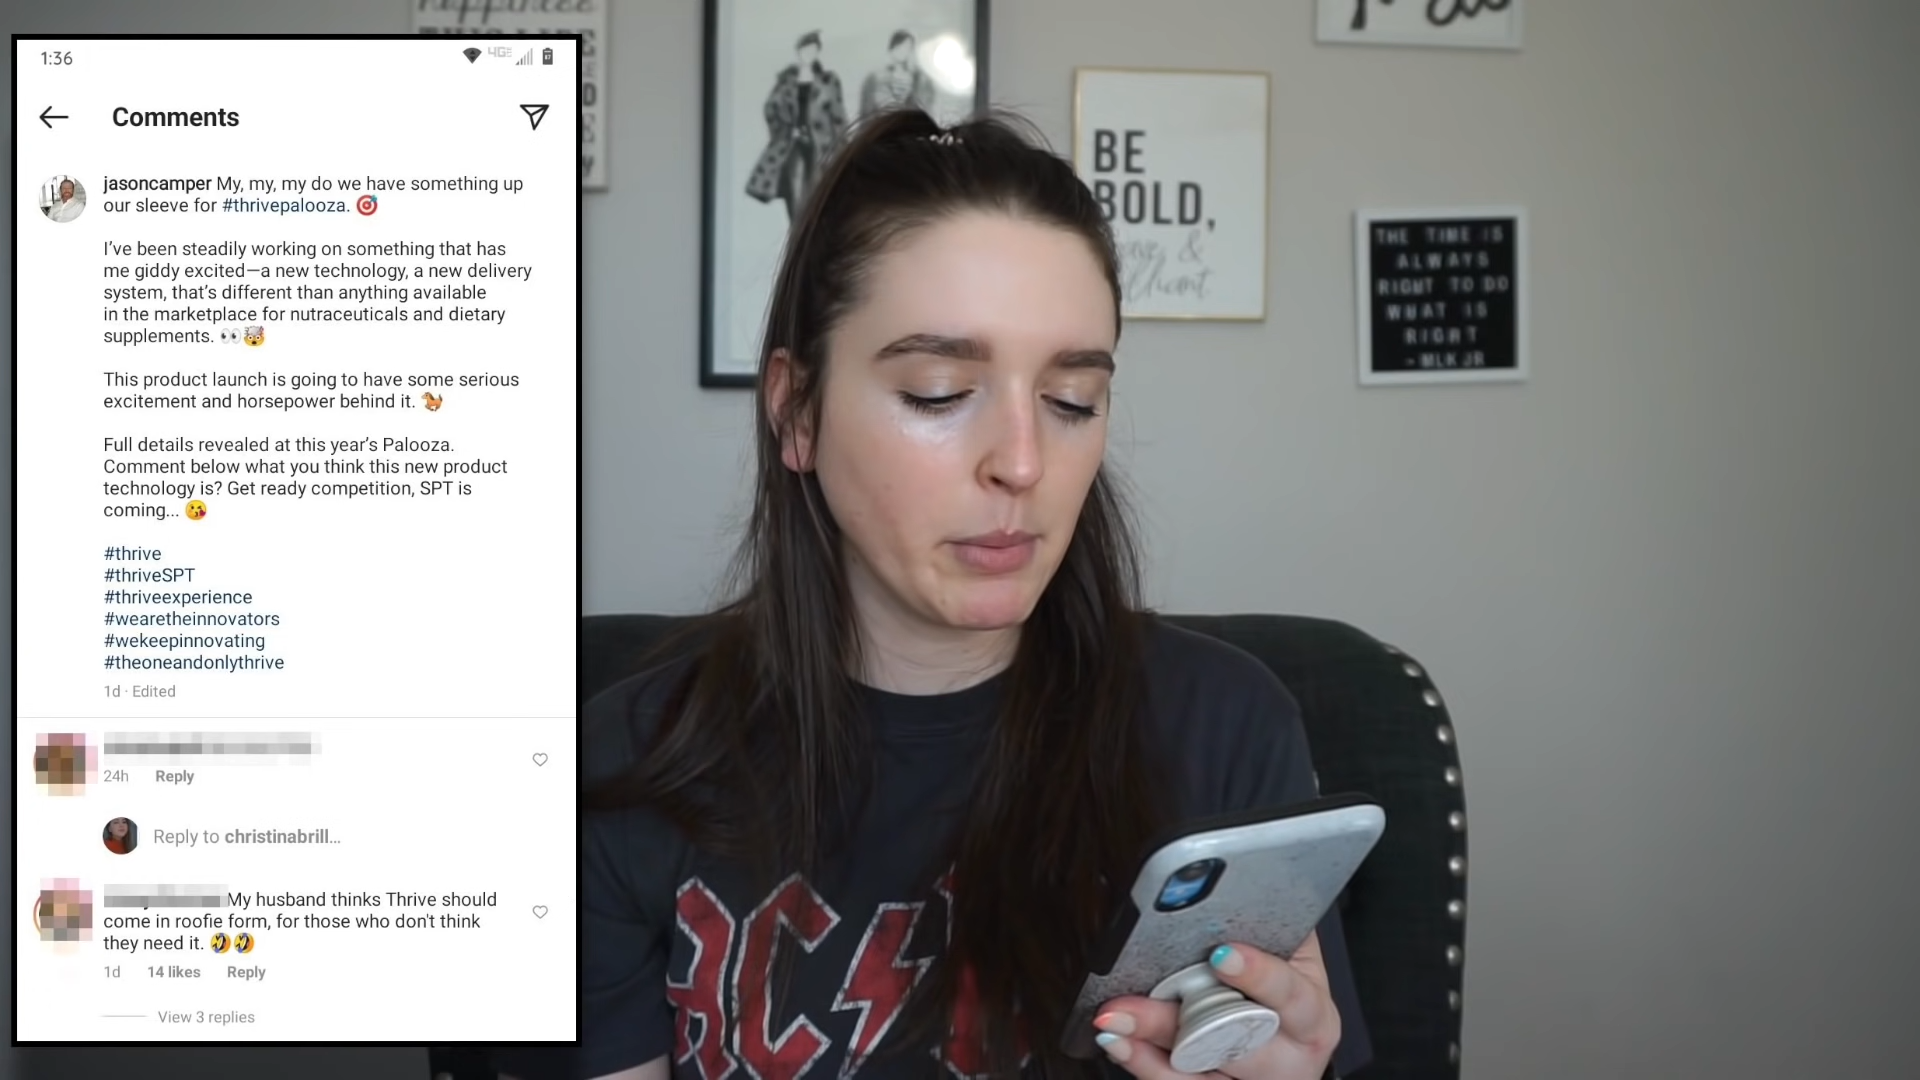 1:36
4G
Comments
jasoncamper My, my, my do we have something up
our sleeve for #thrivepalooza. 🎯
I’ve been steadily working on something that has
me giddy excited—a new technology, a new delivery
system, that’s different than anything available
in the marketplace for nutraceuticals and dietary
supplements. 👀🤯
This product launch is going to have some serious
excitement and horsepower behind it. 🐎
Full details revealed at this year’s Palooza.
Comment below what you think this new product
technology is? Get ready competition, SPT is
coming... 😘
#thrive
#thriveSPT
#thriveexperience
#wearetheinnovators
#wekeepinnovating
#theoneandonlythrive
1d · Edited
24h Reply
Reply to christinabrill...
My husband thinks Thrive should
come in roofie form, for those who don't think
they need it. 🤣🤣
1d 14 likes Reply
View 3 replies
happiness
BE
BOLD,
THE TIME IS
ALWAYS
RIGHT TO DO
WHAT IS
RIGHT
- MLK JR
AC⚡D